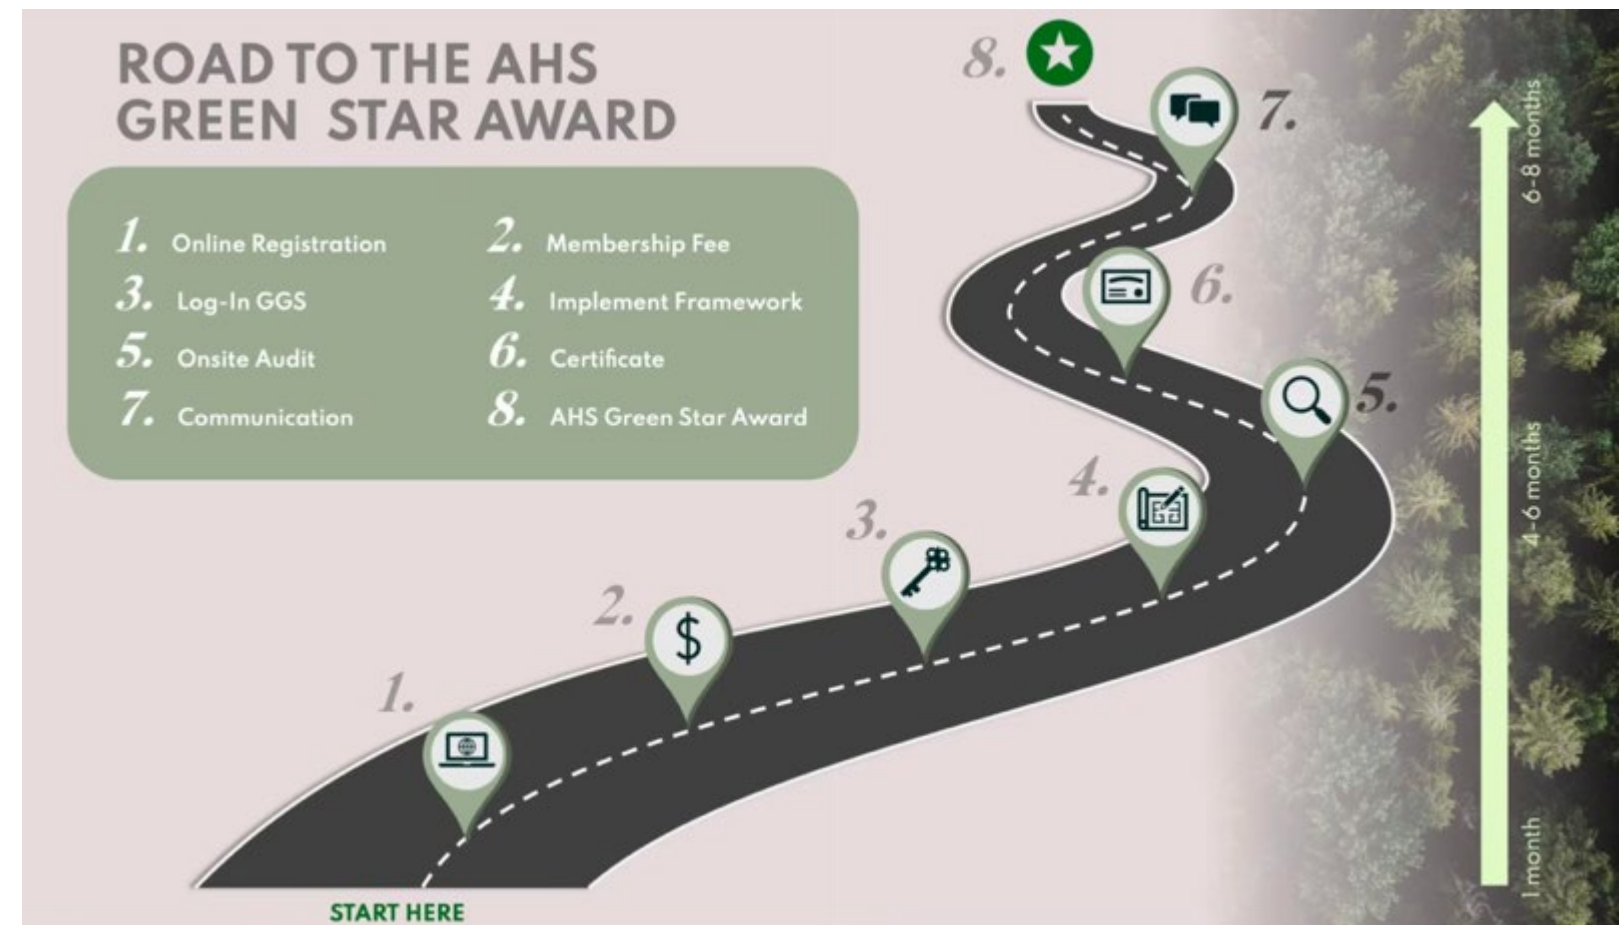 ROAD TO THE AHS
GREEN STAR AWARD
1. Online Registration
2. Membership Fee
3. Log-In GGS
4. Implement Framework
5. Onsite Audit
6. Certificate
7. Communication
8. AHS Green Star Award
8.
7.
6.
5.
4.
3.
2.
$
1.
START HERE
6-8 months
4-6 months
1 month